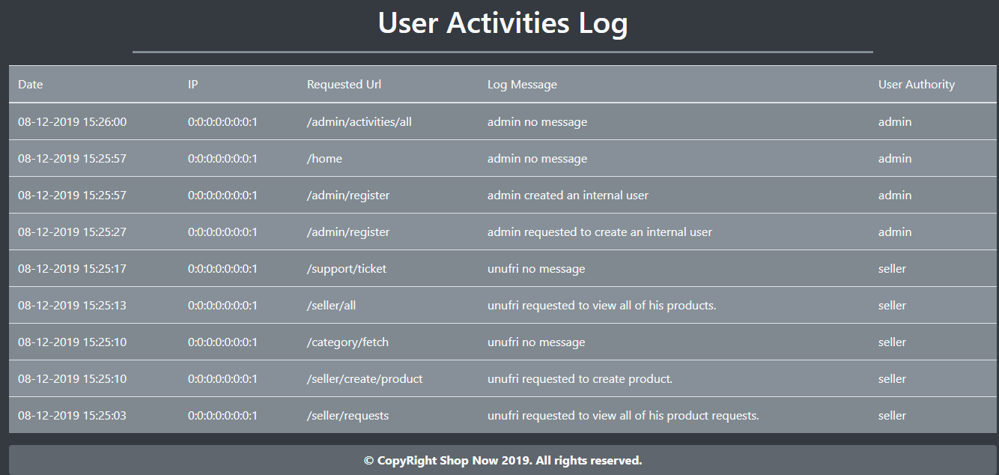 User Activities Log
Date IP Requested Url Log Message User Authority
08-12-2019 15:26:00 0:0:0:0:0:0:0:1 /admin/activities/all admin no message admin
08-12-2019 15:25:57 0:0:0:0:0:0:0:1 /home admin no message admin
08-12-2019 15:25:57 0:0:0:0:0:0:0:1 /admin/register admin created an internal user admin
08-12-2019 15:25:27 0:0:0:0:0:0:0:1 /admin/register admin requested to create an internal user admin
08-12-2019 15:25:17 0:0:0:0:0:0:0:1 /support/ticket unufri no message seller
08-12-2019 15:25:13 0:0:0:0:0:0:0:1 /seller/all unufri requested to view all of his products. seller
08-12-2019 15:25:10 0:0:0:0:0:0:0:1 /category/fetch unufri no message seller
08-12-2019 15:25:10 0:0:0:0:0:0:0:1 /seller/create/product unufri requested to create product. seller
08-12-2019 15:25:03 0:0:0:0:0:0:0:1 /seller/requests unufri requested to view all of his product requests. seller
© CopyRight Shop Now 2019. All rights reserved.